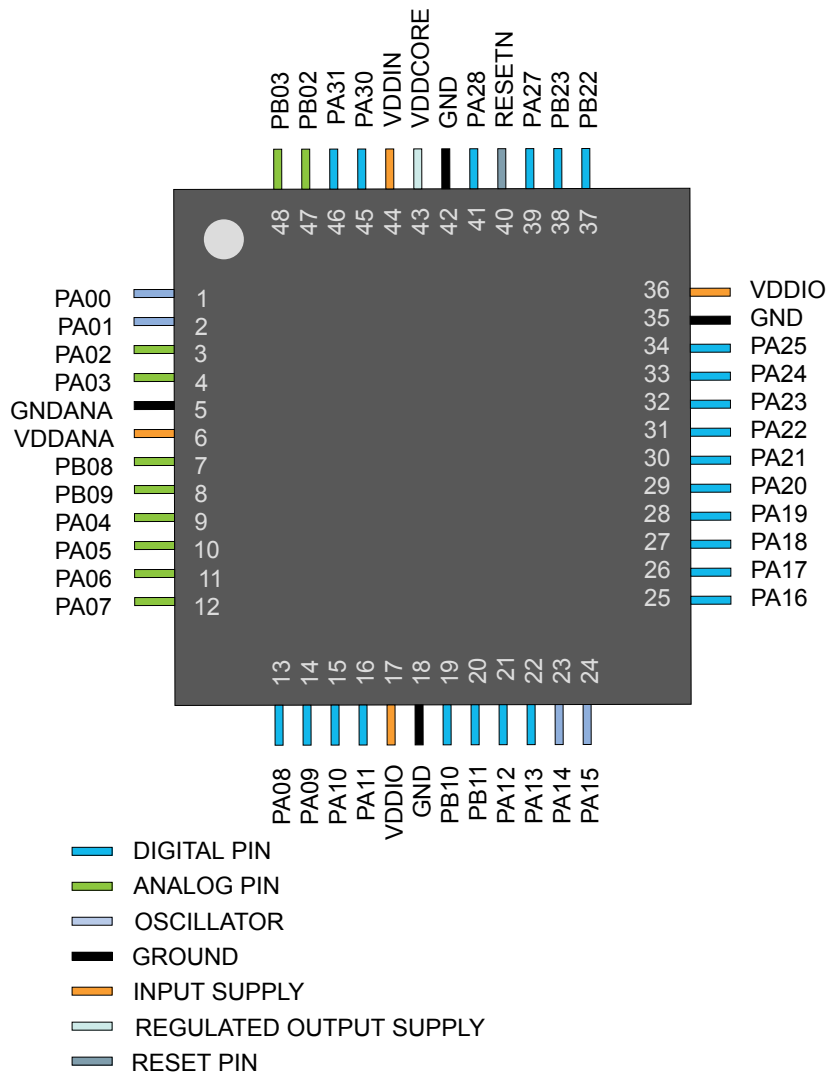 PB03
PB02
PA31
PA30
VDDIN
VDDCORE
GND
PA28
RESETN
PA27
PB23
PB22
48
47
46
45
44
43
42
41
40
39
38
37
PA00 1
PA01 2
PA02 3
PA03 4
GNDANA 5
VDDANA 6
PB08 7
PB09 8
PA04 9
PA05 10
PA06 11
PA07 12
36 VDDIO
35 GND
34 PA25
33 PA24
32 PA23
31 PA22
30 PA21
29 PA20
28 PA19
27 PA18
26 PA17
25 PA16
13
14
15
16
17
18
19
20
21
22
23
24
PA08
PA09
PA10
PA11
VDDIO
GND
PB10
PB11
PA12
PA13
PA14
PA15
DIGITAL PIN
ANALOG PIN
OSCILLATOR
GROUND
INPUT SUPPLY
REGULATED OUTPUT SUPPLY
RESET PIN